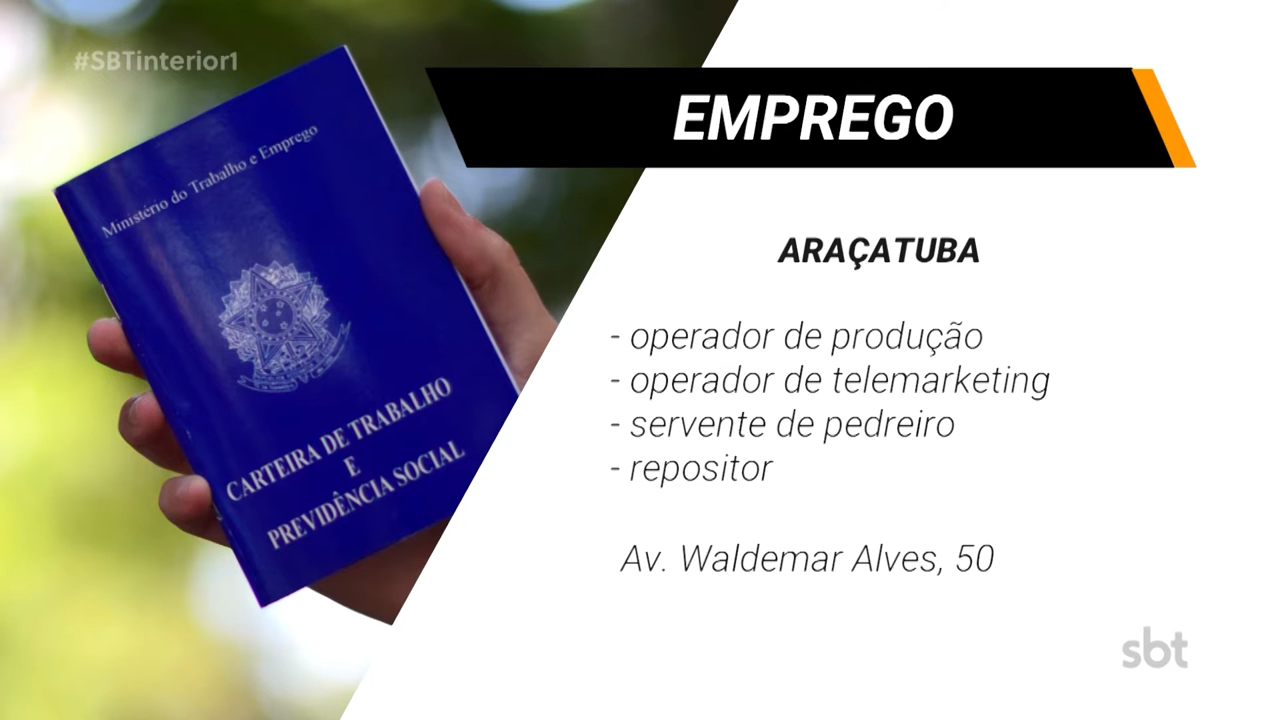 #SBTinterior1
EMPREGO
Ministério do Trabalho e Emprego
CARTEIRA DE TRABALHO
E
PREVIDÊNCIA SOCIAL
ARAÇATUBA
- operador de produção
- operador de telemarketing
- servente de pedreiro
- repositor
Av. Waldemar Alves, 50
sbt